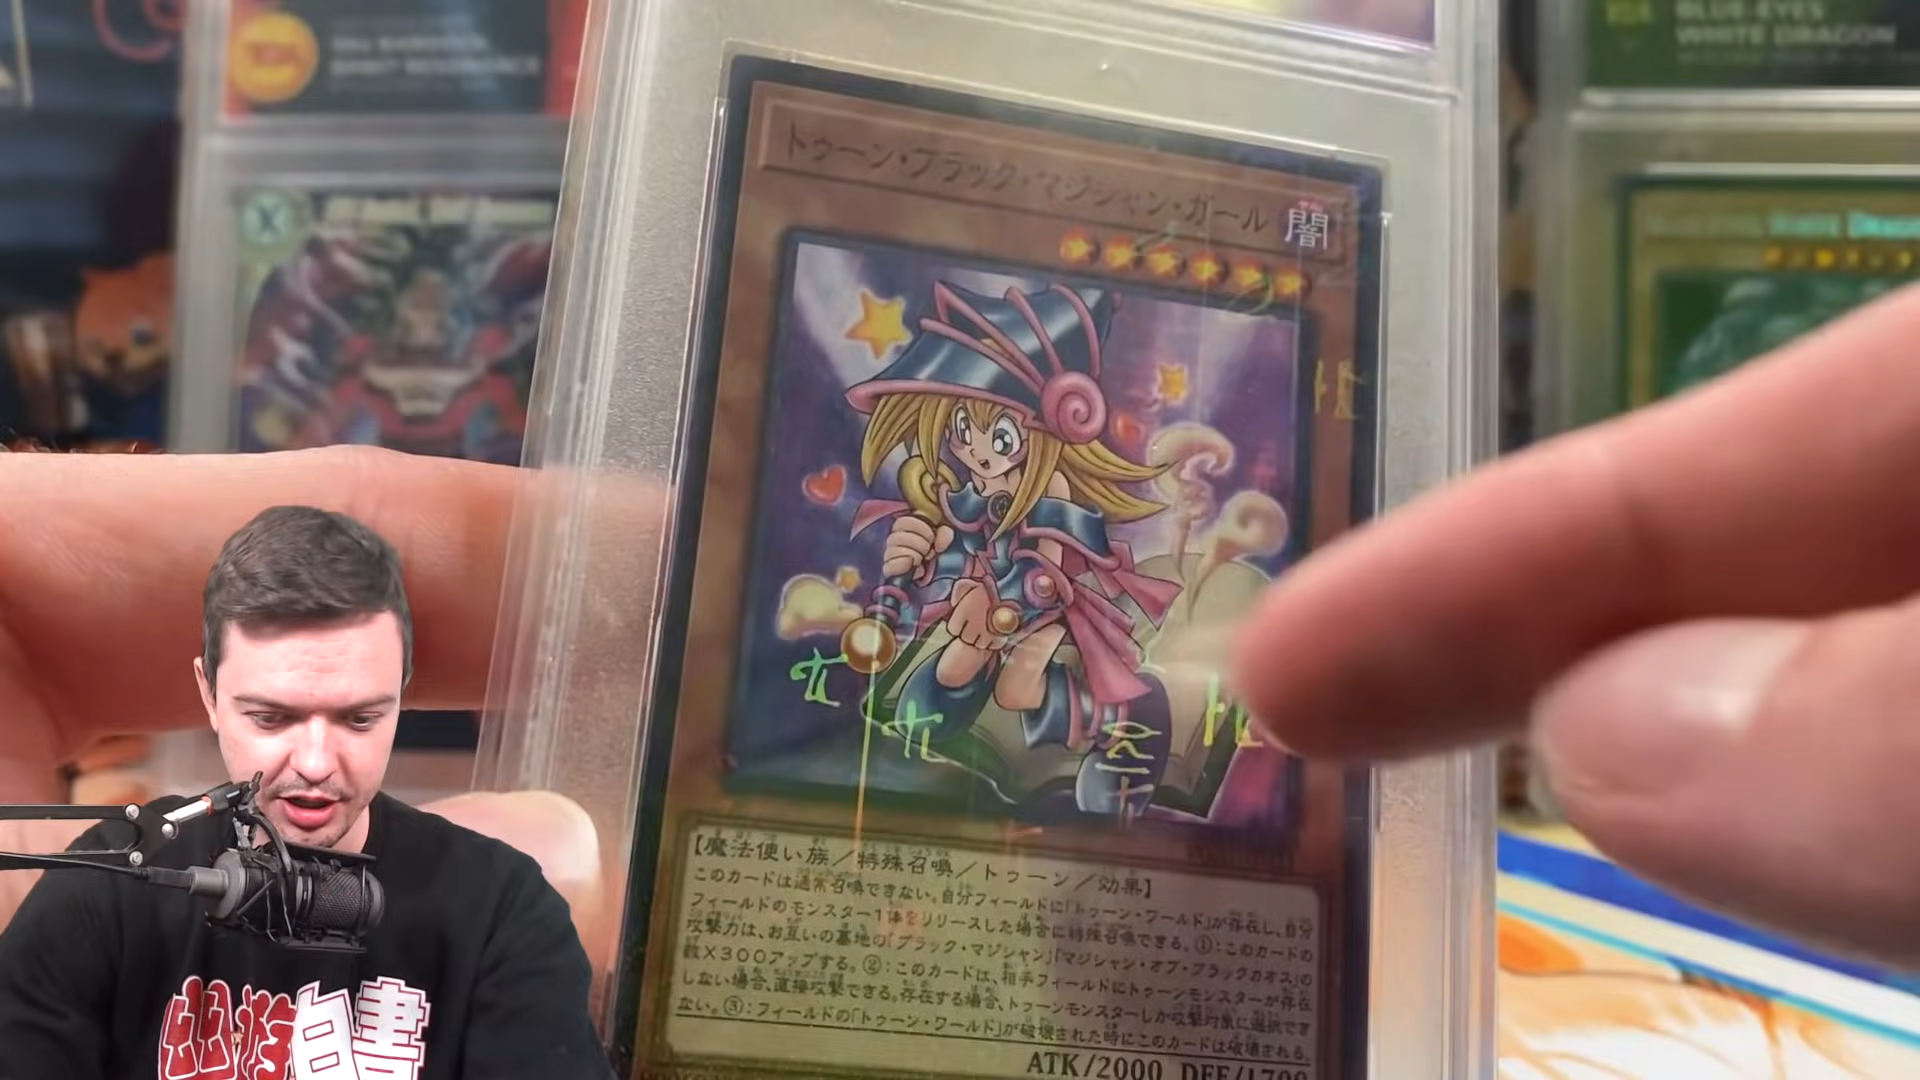 BLUE-EYES
WHITE DRAGON
トゥーン・ブラック・マジシャン・ガール
闇
【魔法使い族／特殊召喚／トゥーン／効果】
このカードは通常召喚できない。自分フィールドに「トゥーン・ワールド」が存在し、自分
フィールドのモンスター1体をリリースした場合に特殊召喚できる。①：このカードの
攻撃力は、お互いの墓地の「ブラック・マジシャン」「マジシャン・オブ・ブラックカオス」の
数×300アップする。②：このカードは、相手フィールドにトゥーンモンスターが存在
しない場合、直接攻撃できる。存在する場合、トゥーンモンスターしか攻撃対象に選択でき
ない。③：フィールドの「トゥーン・ワールド」が破壊された時にこのカードは破壊される。
ATK/2000 DEF/1700
幽遊白書